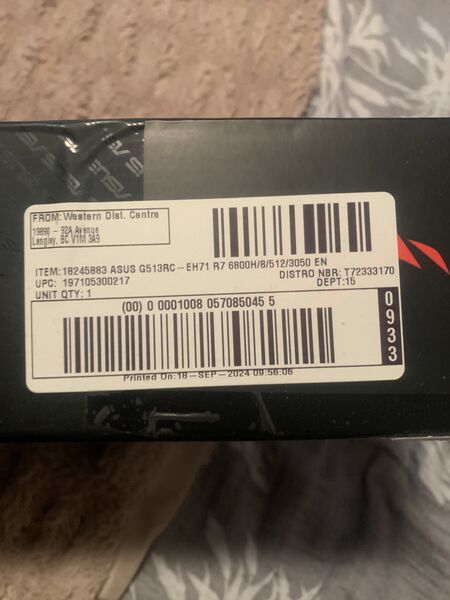 FROM: Western Dist. Centre
19890 - 92A Avenue
Langley, BC V1M 3A9
ITEM:18245883 ASUS G513RC-EH71 R7 6800H/8/512/3050 EN
UPC: 197105300217
DISTRO NBR: T72333170
UNIT QTY: 1
DEPT:15
(00) 0 0001008 057085045 5
0933
Printed On:18-SEP-2024 09:56:06